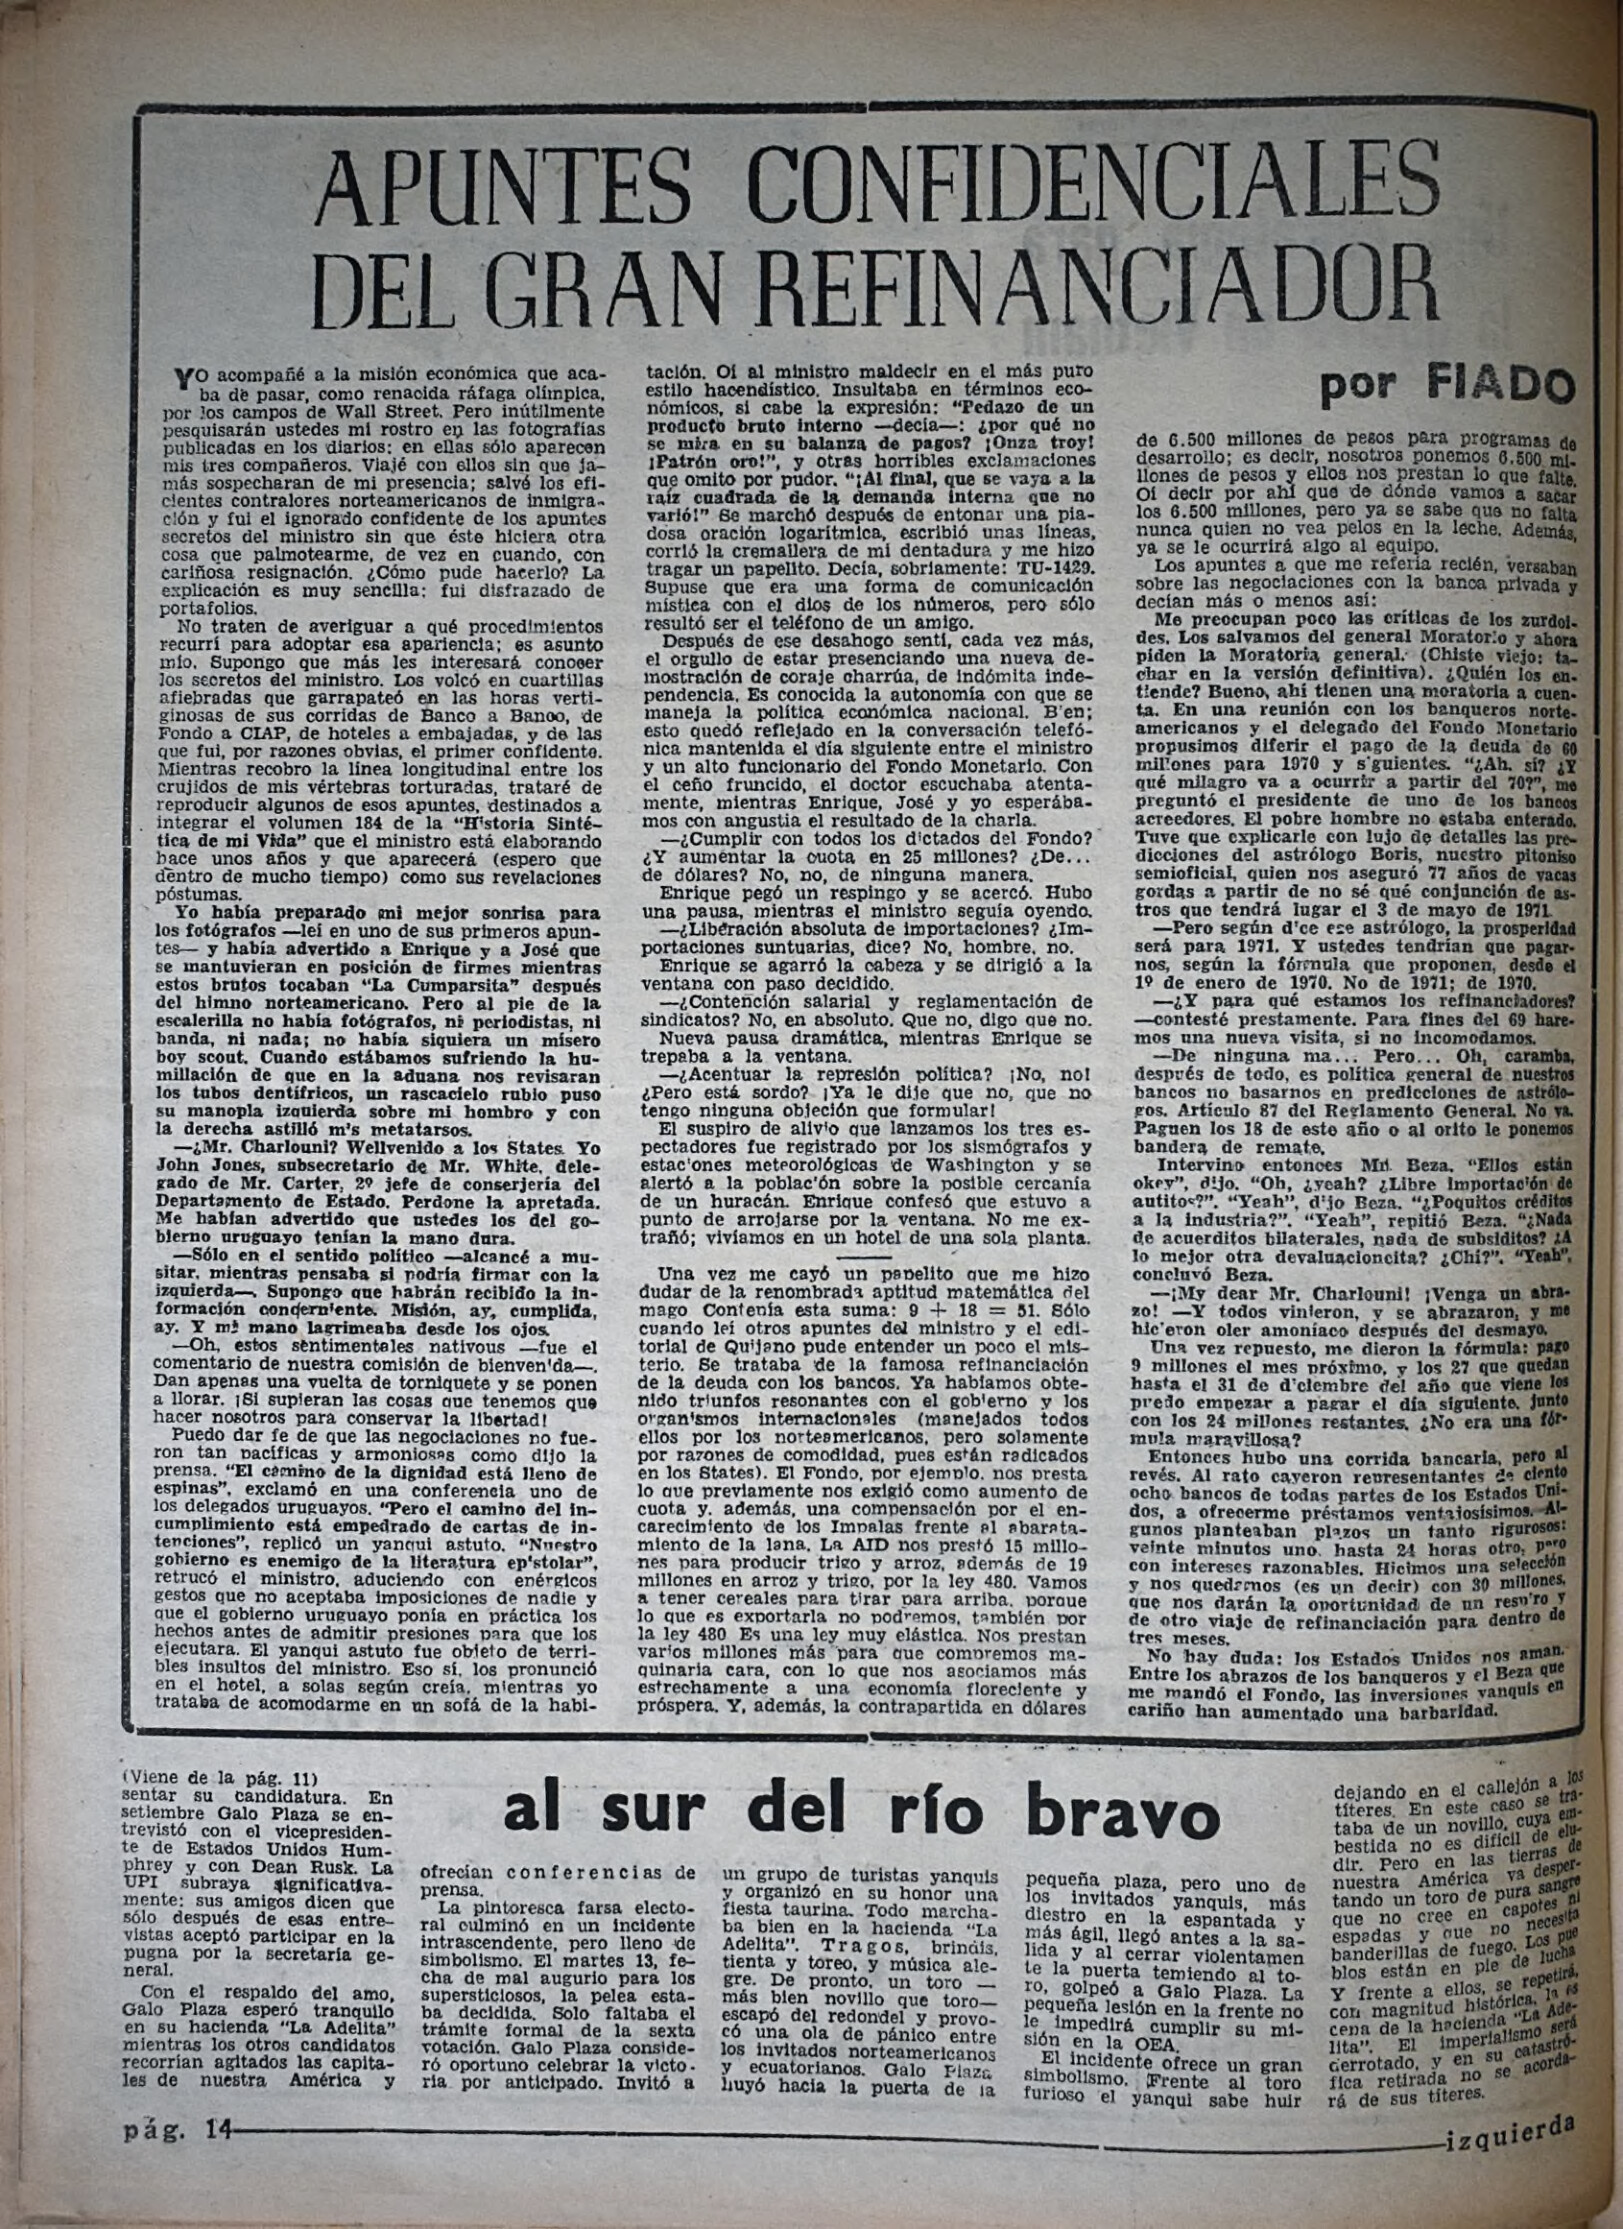 APUNTES CONFIDENCIALES
DEL GRAN REFINANCIADOR
por FIADO
YO acompañé a la misión económica que aca-
ba de pasar, como renacida ráfaga olímpica,
por los campos de Wall Street. Pero inútilmente
pesquisarán ustedes mi rostro en las fotografías
publicadas en los diarios: en ellas sólo aparecen
mis tres compañeros. Viajé con ellos sin que ja-
más sospecharan de mi presencia; salvé los efi-
cientes contralores norteamericanos de inmigra-
ción y fui el ignorado confidente de los apuntes
secretos del ministro sin que éste hiciera otra
cosa que palmotearme, de vez en cuando, con
cariñosa resignación. ¿Cómo pude hacerlo? La
explicación es muy sencilla: fui disfrazado de
portafolios.
No traten de averiguar a qué procedimientos
recurrí para adoptar esa apariencia; es asunto
mío. Supongo que más les interesará conocer
los secretos del ministro. Los volcó en cuartillas
afiebradas que garrapateó en las horas verti-
ginosas de sus corridas de Banco a Banco, de
Fondo a CIAP, de hoteles a embajadas, y de las
que fui, por razones obvias, el primer confidente.
Mientras recobro la línea longitudinal entre los
crujidos de mis vértebras torturadas, trataré de
reproducir algunos de esos apuntes, destinados a
integrar el volumen 184 de la "Historia Sinté-
tica de mi Vida" que el ministro está elaborando
hace unos años y que aparecerá (espero que
dentro de mucho tiempo) como sus revelaciones
póstumas.
Yo había preparado mi mejor sonrisa para
los fotógrafos —leí en uno de sus primeros apun-
tes— y había advertido a Enrique y a José que
se mantuvieran en posición de firmes mientras
estos brutos tocaban "La Cumparsita" después
del himno norteamericano. Pero al pie de la
escalerilla no había fotógrafos, ni periodistas, ni
banda, ni nada; no había siquiera un mísero
boy scout. Cuando estábamos sufriendo la hu-
millación de que en la aduana nos revisaran
los tubos dentífricos, un rascacielo rubio puso
su manopla izquierda sobre mi hombro y con
la derecha astilló m's metatarsos.
—¿Mr. Charlouni? Wellvenido a los States. Yo
John Jones, subsecretario de Mr. White, dele-
gado de Mr. Carter, 2º jefe de conserjería del
Departamento de Estado. Perdone la apretada.
Me habían advertido que ustedes los del go-
bierno uruguayo tenían la mano dura.
—Sólo en el sentido político —alcancé a mu-
sitar, mientras pensaba si podría firmar con la
izquierda—. Supongo que habrán recibido la in-
formación concerniente. Misión, ay, cumplida,
ay. Y mi mano lagrimeaba desde los ojos.
—Oh, estos sentimentales nativous —fue el
comentario de nuestra comisión de bienven'da—.
Dan apenas una vuelta de torniquete y se ponen
a llorar. ¡Si supieran las cosas que tenemos que
hacer nosotros para conservar la libertad!
Puedo dar fe de que las negociaciones no fue-
ron tan pacíficas y armoniosas como dijo la
prensa. "El camino de la dignidad está lleno de
espinas", exclamó en una conferencia uno de
los delegados uruguayos. "Pero el camino del in-
cumplimiento está empedrado de cartas de in-
tenciones", replicó un yanqui astuto. "Nuestro
gobierno es enemigo de la literatura ep'stolar",
retrucó el ministro, aduciendo con enérgicos
gestos que no aceptaba imposiciones de nadie y
que el gobierno uruguayo ponía en práctica los
hechos antes de admitir presiones para que los
ejecutara. El yanqui astuto fue objeto de terri-
bles insultos del ministro. Eso sí, los pronunció
en el hotel, a solas según creía, mientras yo
trataba de acomodarme en un sofá de la habi-
tación. Oí al ministro maldecir en el más puro
estilo hacendístico. Insultaba en términos eco-
nómicos, si cabe la expresión: "Pedazo de un
producto bruto interno —decía—: ¿por qué no
se mira en su balanza de pagos? ¡Onza troy!
¡Patrón oro!", y otras horribles exclamaciones
que omito por pudor. "¡Al final, que se vaya a la
raíz cuadrada de la demanda interna que no
varió!" Se marchó después de entonar una pia-
dosa oración logarítmica, escribió unas líneas,
corrió la cremallera de mi dentadura y me hizo
tragar un papelito. Decía, sobriamente: TU-1429.
Supuse que era una forma de comunicación
mística con el dios de los números, pero sólo
resultó ser el teléfono de un amigo.
Después de ese desahogo sentí, cada vez más,
el orgullo de estar presenciando una nueva de-
mostración de coraje charrúa, de indómita inde-
pendencia. Es conocida la autonomía con que se
maneja la política económica nacional. B'en;
esto quedó reflejado en la conversación telefó-
nica mantenida el día siguiente entre el ministro
y un alto funcionario del Fondo Monetario. Con
el ceño fruncido, el doctor escuchaba atenta-
mente, mientras Enrique, José y yo esperába-
mos con angustia el resultado de la charla.
—¿Cumplir con todos los d'ctados del Fondo?
¿Y aumentar la cuota en 25 millones? ¿De...
de dólares? No, no, de ninguna manera.
Enrique pegó un respingo y se acercó. Hubo
una pausa, mientras el ministro seguía oyendo.
—¿Liberación absoluta de importaciones? ¿Im-
portaciones suntuarias, dice? No, hombre, no.
Enrique se agarró la cabeza y se dirigió a la
ventana con paso decidido.
—¿Contención salarial y reglamentación de
sindicatos? No, en absoluto. Que no, digo que no.
Nueva pausa dramática, mientras Enrique se
trepaba a la ventana.
—¿Acentuar la represión política? ¡No, no!
¿Pero está sordo? ¡Ya le dije que no, que no
tengo ninguna objeción que formular!
El suspiro de alivio que lanzamos los tres es-
pectadores fue registrado por los sismógrafos y
estac'ones meteorológicas de Washington y se
alertó a la poblac'ón sobre la posible cercanía
de un huracán. Enrique confesó que estuvo a
punto de arrojarse por la ventana. No me ex-
trañó; vivíamos en un hotel de una sola planta.
Una vez me cayó un papelito que me hizo
dudar de la renombrada aptitud matemática del
mago Contenía esta suma: 9 + 18 = 51. Sólo
cuando leí otros apuntes del ministro y el edi-
torial de Quijano pude entender un poco el mis-
terio. Se trataba de la famosa refinanciación
de la deuda con los bancos. Ya habíamos obte-
nido triunfos resonantes con el gobierno y los
organ'smos internacionales (manejados todos
ellos por los norteamericanos, pero solamente
por razones de comodidad, pues están radicados
en los States). El Fondo, por ejemplo, nos presta
lo que previamente nos exigió como aumento de
cuota y, además, una compensación por el en-
carecimiento de los Impalas frente al abarata-
miento de la lana. La AID nos prestó 15 millo-
nes para producir trigo y arroz, además de 19
millones en arroz y trigo, por la ley 480. Vamos
a tener cereales para tirar para arriba, porque
lo que es exportarla no podremos, también por
la ley 480 Es una ley muy elástica. Nos prestan
var'os millones más para que compremos ma-
quinaria cara, con lo que nos asociamos más
estrechamente a una economía floreciente y
próspera. Y, además, la contrapartida en dólares
de 6.500 millones de pesos para programas de
desarrollo; es decir, nosotros ponemos 6.500 mi-
llones de pesos y ellos nos prestan lo que falte.
Oí decir por ahí que de dónde vamos a sacar
los 6.500 millones, pero ya se sabe que no falta
nunca quien no vea pelos en la leche. Además,
ya se le ocurrirá algo al equipo.
Los apuntes a que me refería recién, versaban
sobre las negociaciones con la banca privada y
decían más o menos así:
Me preocupan poco las críticas de los zurdoi-
des. Los salvamos del general Moratorio y ahora
piden la Moratoria general. (Chiste viejo: ta-
char en la versión definitiva). ¿Quién los en-
tiende? Bueno, ahí tienen una moratoria a cuen-
ta. En una reunión con los banqueros norte-
americanos y el delegado del Fondo Monetario
propusimos diferir el pago de la deuda de 60
mil'ones para 1970 y s'guientes. "¿Ah, sí? ¿Y
qué milagro va a ocurrir a partir del 70?", me
preguntó el presidente de uno de los bancos
acreedores. El pobre hombre no estaba enterado.
Tuve que explicarle con lujo de detalles las pre-
dicciones del astrólogo Boris, nuestro pitoniso
semioficial, quien nos aseguró 77 años de vacas
gordas a partir de no sé qué conjunción de as-
tros que tendrá lugar el 3 de mayo de 1971.
—Pero según d'ce ese astrólogo, la prosperidad
será para 1971. Y ustedes tendrían que pagar-
nos, según la fórmula que proponen, desde el
1º de enero de 1970. No de 1971; de 1970.
—¿Y para qué estamos los refinanciadores?
—contesté prestamente. Para fines del 69 hare-
mos una nueva visita, si no incomodamos.
—De ninguna ma... Pero... Oh, caramba,
después de todo, es política general de nuestros
bancos no basarnos en predicciones de astrólo-
gos. Artículo 87 del Reglamento General. No va.
Paguen los 18 de este año o al orito le ponemos
bandera de remate.
Intervino entonces Mr. Beza. "Ellos están
okey", dijo. "Oh, ¿yeah? ¿Libre importac'ón de
autitos?". "Yeah", d'jo Beza. "¿Poquitos créditos
a la industria?". "Yeah", repitió Beza. "¿Nada
de acuerditos bilaterales, nada de subsiditos? ¿A
lo mejor otra devaluacioncita? ¿Chi?". "Yeah",
concluyó Beza.
—¡My dear Mr. Charlouni! ¡Venga un abra-
zo! —Y todos vinieron, y se abrazaron, y me
hic'eron oler amoníaco después del desmayo.
Una vez repuesto, me dieron la fórmula: pago
9 millones el mes próximo, y los 27 que quedan
hasta el 31 de d'ciembre del año que viene los
puedo empezar a pagar el día siguiente, junto
con los 24 millones restantes. ¿No era una fór-
mula maravillosa?
Entonces hubo una corrida bancaria, pero al
revés. Al rato cayeron representantes de ciento
ocho bancos de todas partes de los Estados Uni-
dos, a ofrecerme préstamos ventajosísimos. Al-
gunos planteaban plazos un tanto rigurosos:
veinte minutos uno, hasta 24 horas otro, pero
con intereses razonables. Hicimos una selección
y nos quedamos (es un decir) con 30 millones,
que nos darán la oportunidad de un resp'ro y
de otro viaje de refinanciación para dentro de
tres meses.
No hay duda: los Estados Unidos nos aman.
Entre los abrazos de los banqueros y el Beza que
me mandó el Fondo, las inversiones yanquis en
cariño han aumentado una barbaridad.
al sur del río bravo
(Viene de la pág. 11)
sentar su candidatura. En
setiembre Galo Plaza se en-
trevistó con el vicepresiden-
te de Estados Unidos Hum-
phrey y con Dean Rusk. La
UPI subraya significativa-
mente: sus amigos dicen que
sólo después de esas entre-
vistas aceptó participar en la
pugna por la secretaría ge-
neral.
Con el respaldo del amo,
Galo Plaza esperó tranquilo
en su hacienda "La Adelita"
mientras los otros candidatos
recorrían agitados las capita-
les de nuestra América y
ofrecían conferencias de
prensa.
La pintoresca farsa electo-
ral culminó en un incidente
intrascendente, pero lleno de
simbolismo. El martes 13, fe-
cha de mal augurio para los
supersticiosos, la pelea esta-
ba decidida. Solo faltaba el
trámite formal de la sexta
votación. Galo Plaza conside-
ró oportuno celebrar la victo-
ria por anticipado. Invitó a
un grupo de turistas yanquis
y organizó en su honor una
fiesta taurina. Todo marcha-
ba bien en la hacienda "La
Adelita". Tragos, brindis,
tienta y toreo, y música ale-
gre. De pronto, un toro —
más bien novillo que toro—
escapó del redondel y provo-
có una ola de pánico entre
los invitados norteamericanos
y ecuatorianos. Galo Plaza
huyó hacia la puerta de la
pequeña plaza, pero uno de
los invitados yanquis, más
diestro en la espantada y
más ágil, llegó antes a la sa-
lida y al cerrar violentamen
te la puerta temiendo al to-
ro, golpeó a Galo Plaza. La
pequeña lesión en la frente no
le impedirá cumplir su mi-
sión en la OEA.
El incidente ofrece un gran
simbolismo. Frente al toro
furioso el yanqui sabe huir
dejando en el callejón a los
títeres. En este caso se tra-
taba de un novillo, cuya em-
bestida no es difícil de elu-
dir. Pero en las tierras de
nuestra América va desper-
tando un toro de pura sangre
que no cree en capotes ni
espadas y que no necesita
banderillas de fuego. Los pue
blos están en pie de lucha
Y frente a ellos, se repetirá,
con magnitud histórica, la es
cena de la hacienda "La Ade-
lita". El imperialismo será
derrotado, y en su catastró-
fica retirada no se acorda-
rá de sus títeres.
pág. 14
izquierda